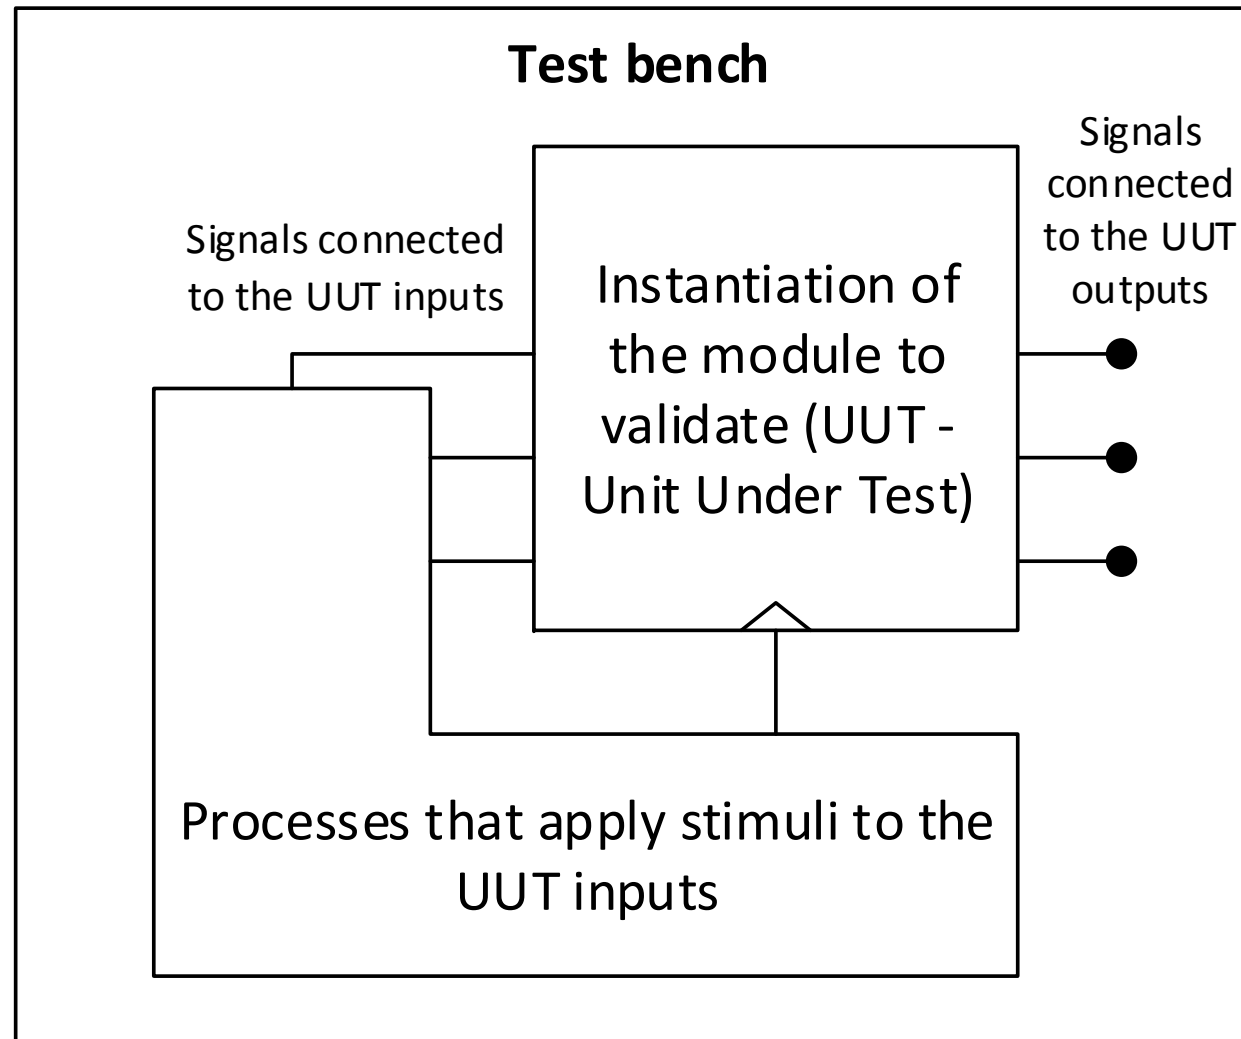 Test bench
Signals
connected
to the UUT
outputs
Signals connected
to the UUT inputs
Instantiation of
the module to
validate (UUT -
Unit Under Test)
Processes that apply stimuli to the
UUT inputs